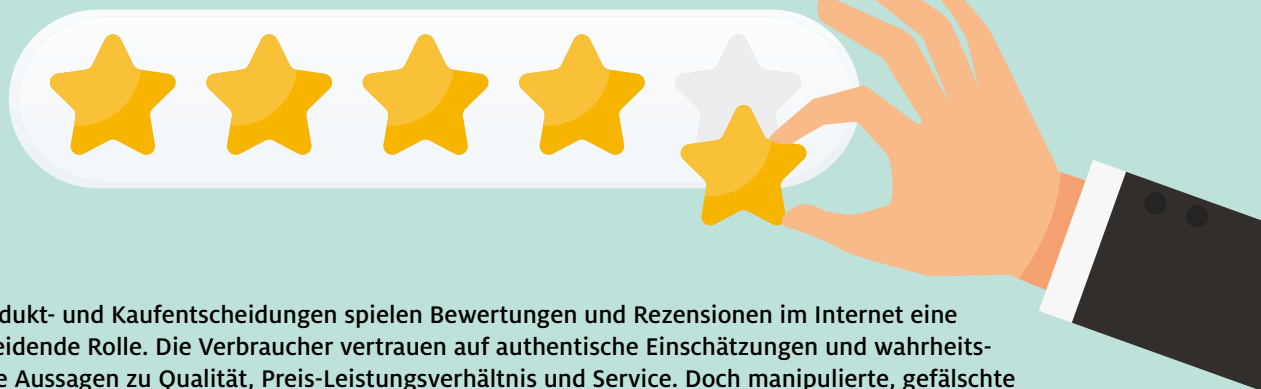 dukt- und Kaufentscheidungen spielen Bewertungen und Rezensionen im Internet eine
eidende Rolle. Die Verbraucher vertrauen auf authentische Einschätzungen und wahrheits-
e Aussagen zu Qualität, Preis-Leistungsverhältnis und Service. Doch manipulierte, gefälschte